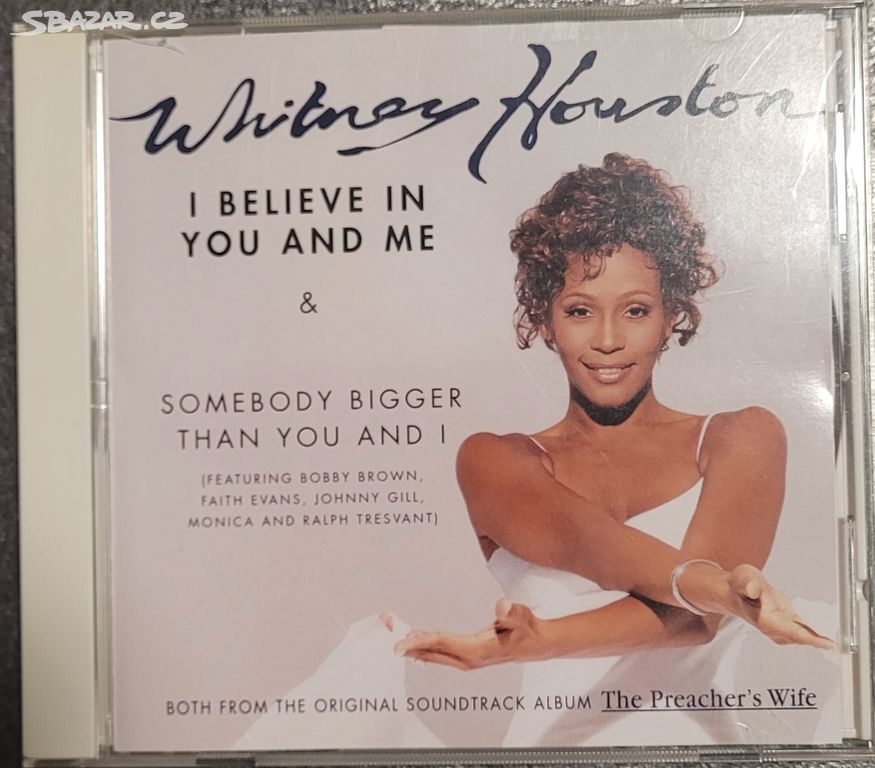 SBAZAR.CZ
Whitney Houston
I BELIEVE IN
YOU AND ME
&
SOMEBODY BIGGER
THAN YOU AND I
(FEATURING BOBBY BROWN,
FAITH EVANS, JOHNNY GILL,
MONICA AND RALPH TRESVANT)
BOTH FROM THE ORIGINAL SOUNDTRACK ALBUM The Preacher's Wife